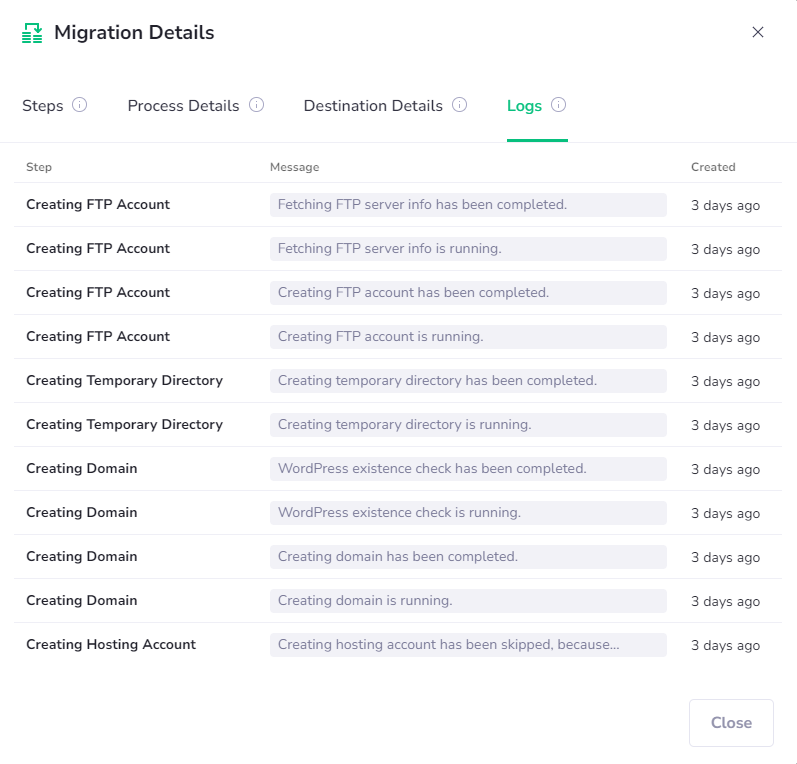 Migration Details
Steps Process Details Destination Details Logs
Step Message Created
Creating FTP Account Fetching FTP server info has been completed. 3 days ago
Creating FTP Account Fetching FTP server info is running. 3 days ago
Creating FTP Account Creating FTP account has been completed. 3 days ago
Creating FTP Account Creating FTP account is running. 3 days ago
Creating Temporary Directory Creating temporary directory has been completed. 3 days ago
Creating Temporary Directory Creating temporary directory is running. 3 days ago
Creating Domain WordPress existence check has been completed. 3 days ago
Creating Domain WordPress existence check is running. 3 days ago
Creating Domain Creating domain has been completed. 3 days ago
Creating Domain Creating domain is running. 3 days ago
Creating Hosting Account Creating hosting account has been skipped, because... 3 days ago
Close